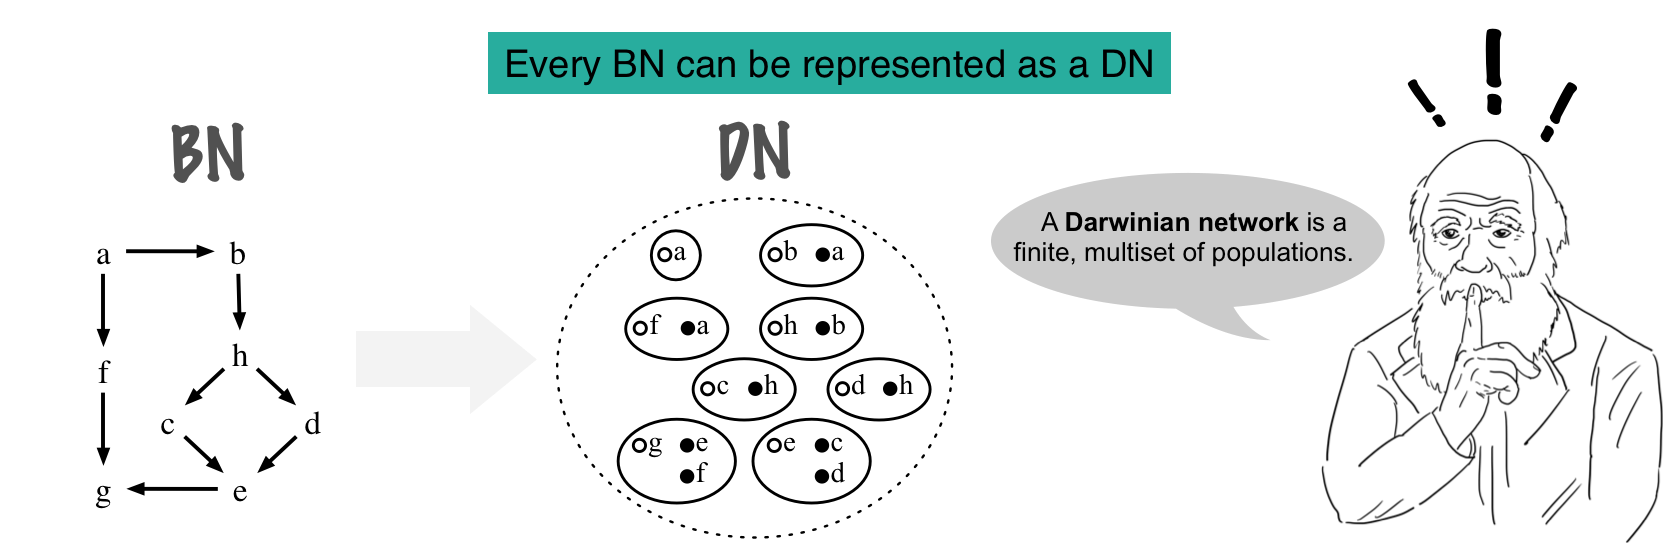 Every BN can be represented as a DN
BN
DN
A Darwinian network is a
finite, multiset of populations.
a b
f
h
c d
g e
a b a
f a h b
c h d h
g e e c
f d